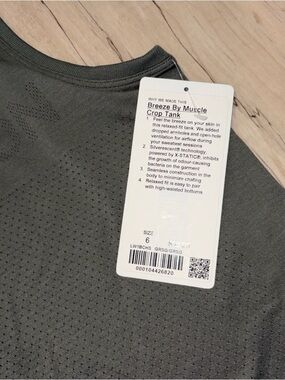 WHY WE MADE THIS
Breeze By Muscle
Crop Tank
1. Feel the breeze on your skin in
this relaxed-fit tank. We added
dropped armholes and open-hole
ventilation for airflow during
your sweatiest sessions
2. Silverescent® technology,
powered by X-STATIC®, inhibits
the growth of odour-causing
bacteria on the garment
3. Seamless construction in the
body to minimize chafing
4. Relaxed fit is easy to pair
with high-waisted bottoms
SIZE
6
LW1BCHS
000104426820